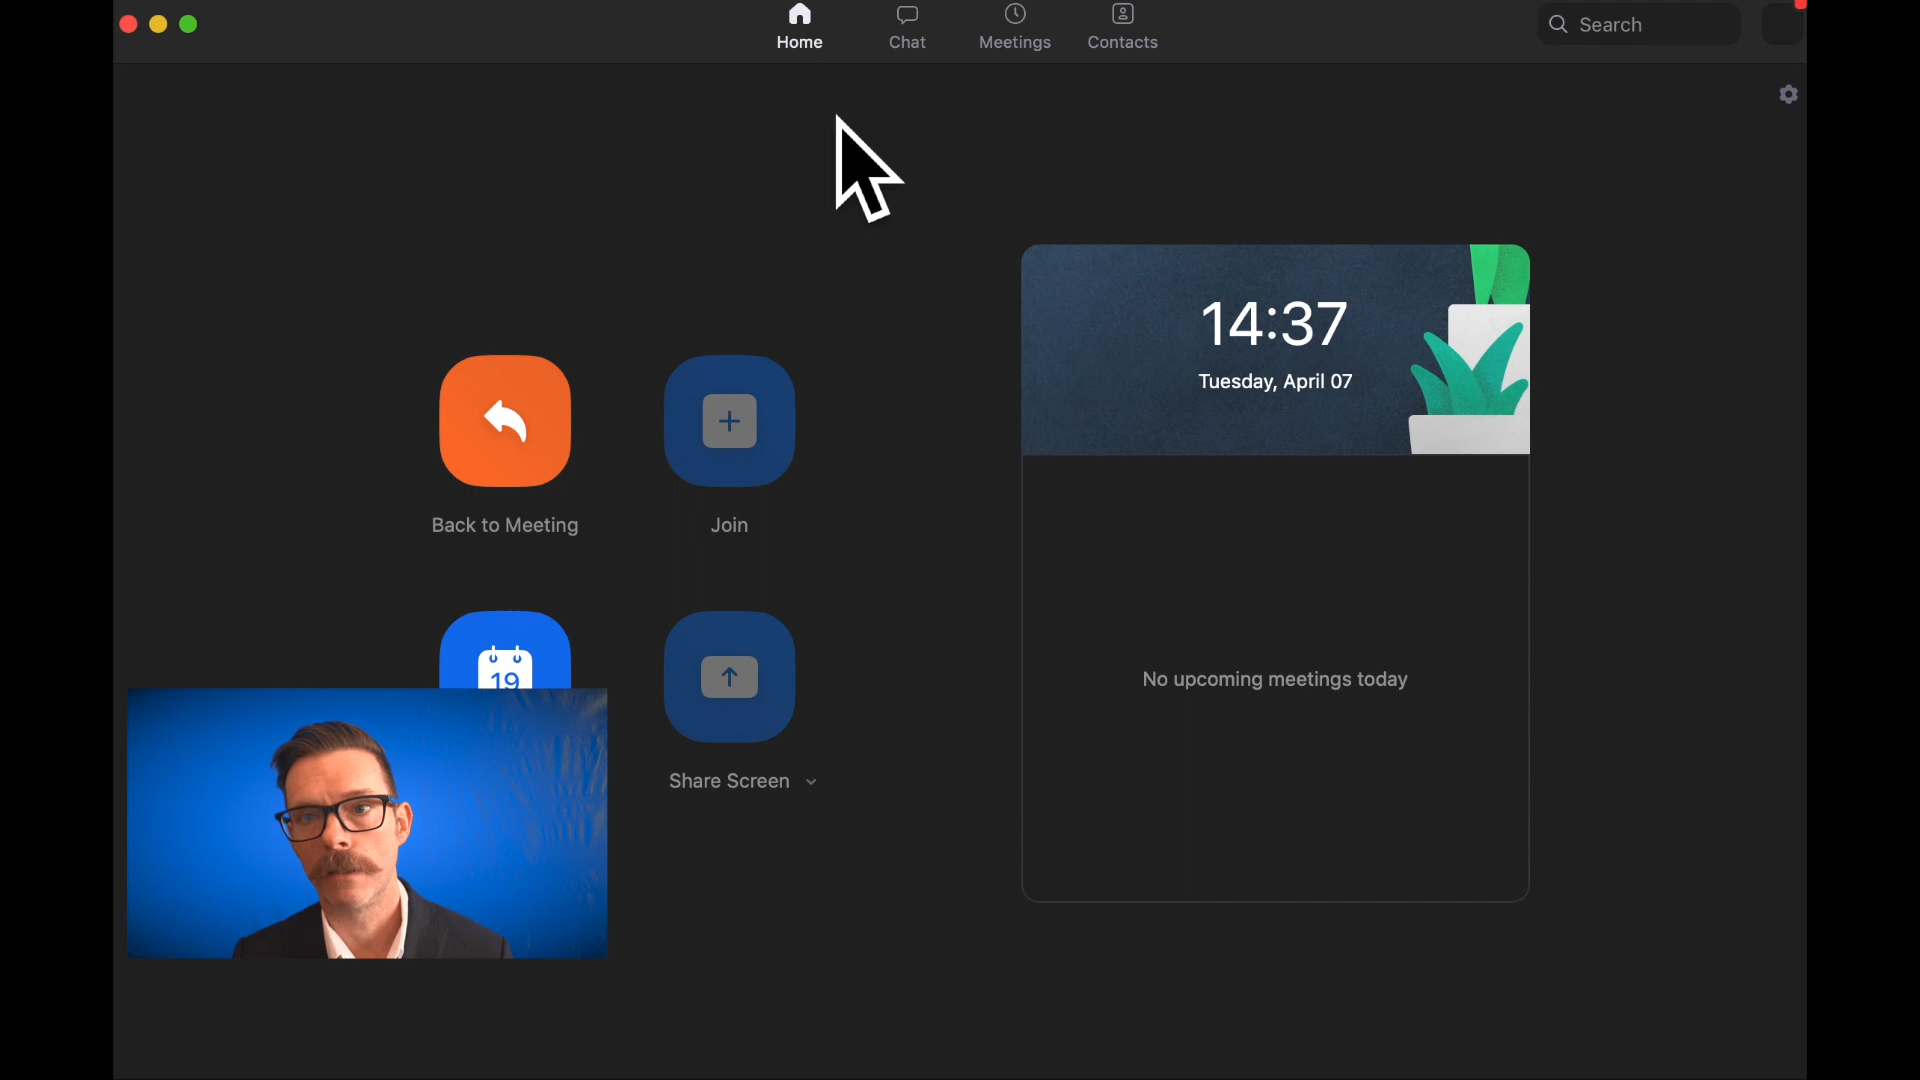 Home
Chat
Meetings
Contacts
Search
14:37
Tuesday, April 07
Back to Meeting
Join
19
Share Screen
No upcoming meetings today